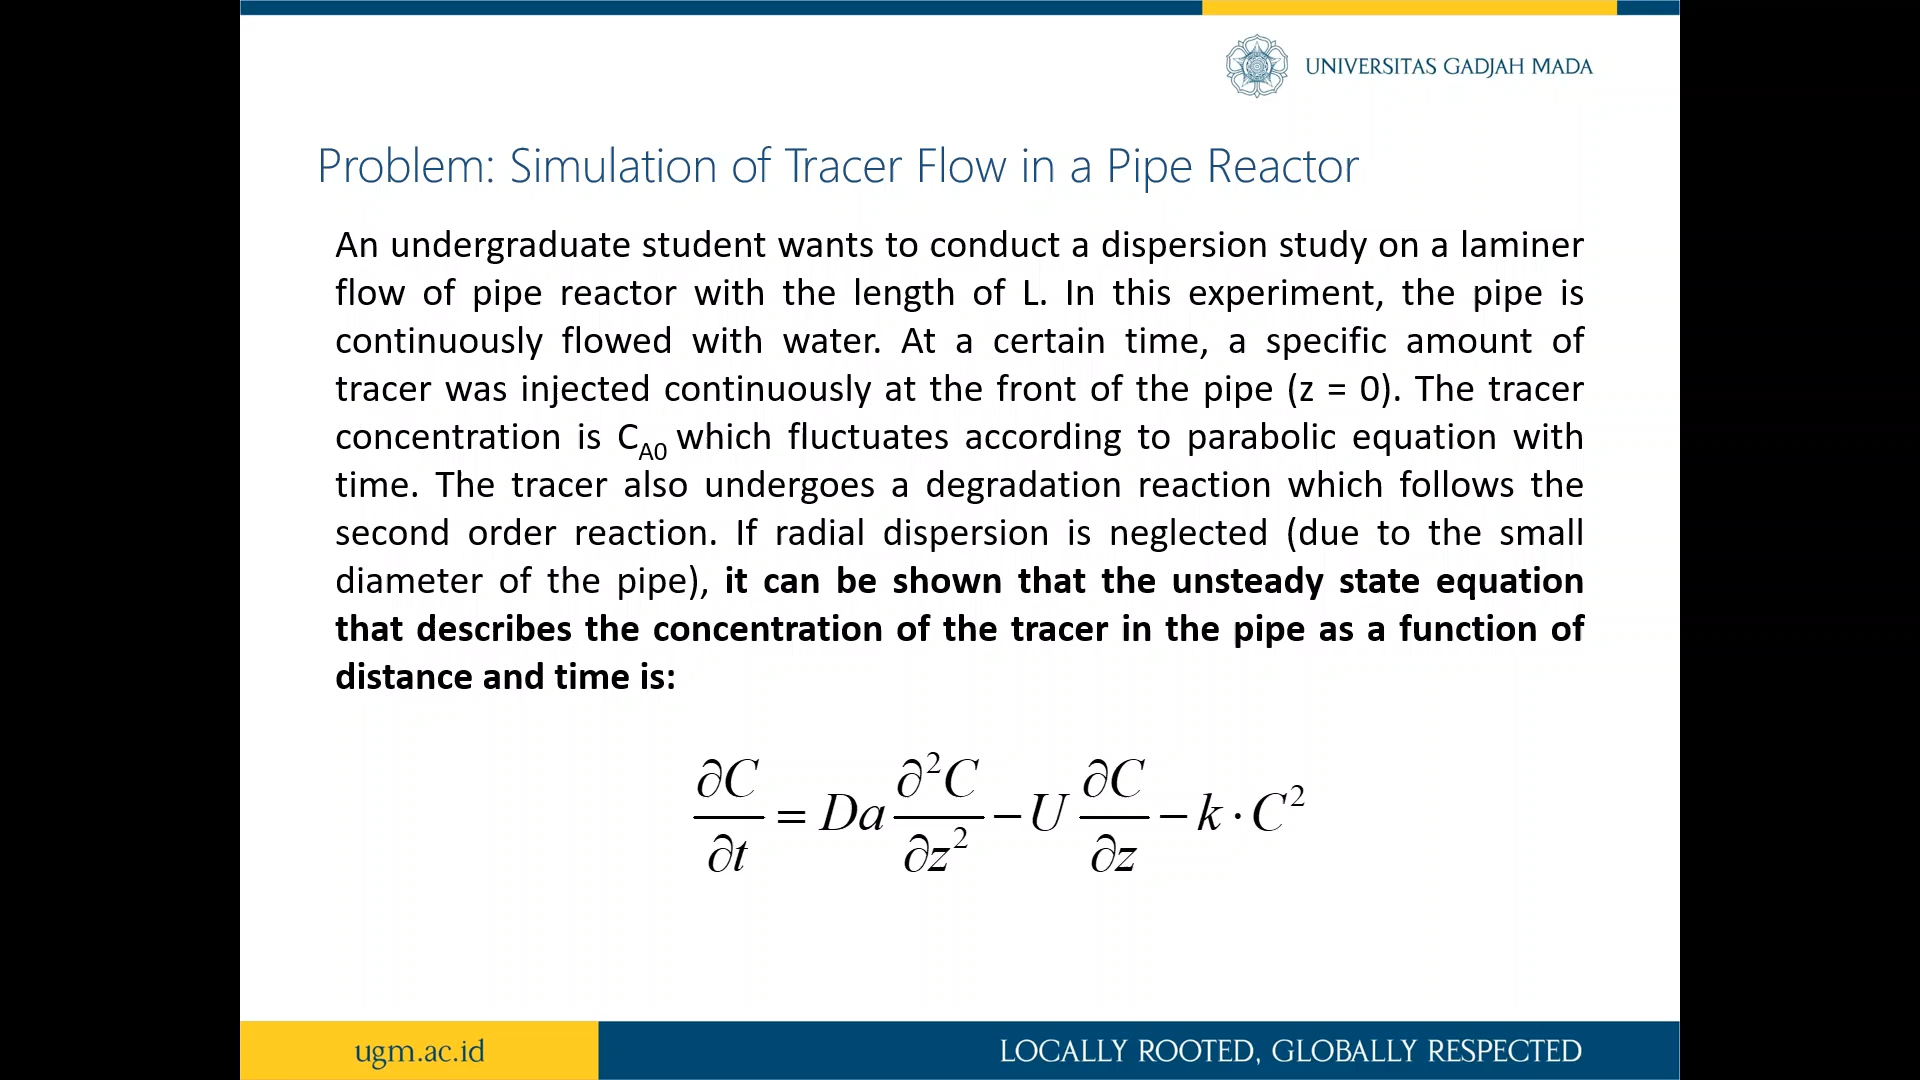 UNIVERSITAS GADJAH MADA
Problem: Simulation of Tracer Flow in a Pipe Reactor
An undergraduate student wants to conduct a dispersion study on a laminer
flow of pipe reactor with the length of L. In this experiment, the pipe is
continuously flowed with water. At a certain time, a specific amount of
tracer was injected continuously at the front of the pipe (z = 0). The tracer
concentration is C_A0 which fluctuates according to parabolic equation with
time. The tracer also undergoes a degradation reaction which follows the
second order reaction. If radial dispersion is neglected (due to the small
diameter of the pipe), it can be shown that the unsteady state equation
that describes the concentration of the tracer in the pipe as a function of
distance and time is:
∂C/∂t = Da ∂²C/∂z² − U ∂C/∂z − k · C²
ugm.ac.id
LOCALLY ROOTED, GLOBALLY RESPECTED